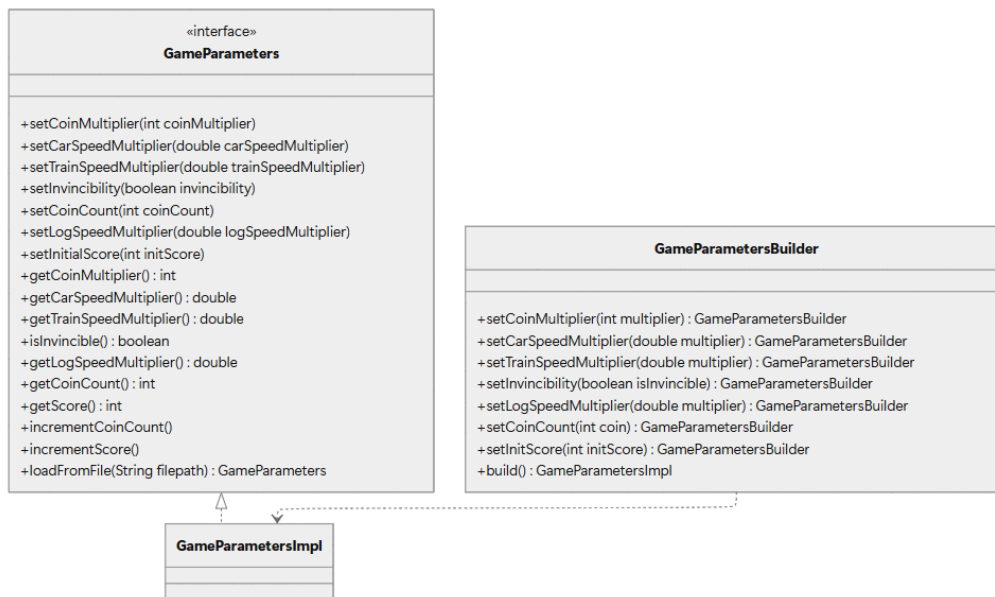 «interface»
GameParameters
+setCoinMultiplier(int coinMultiplier)
+setCarSpeedMultiplier(double carSpeedMultiplier)
+setTrainSpeedMultiplier(double trainSpeedMultiplier)
+setInvincibility(boolean invincibility)
+setCoinCount(int coinCount)
+setLogSpeedMultiplier(double logSpeedMultiplier)
+setInitialScore(int initScore)
+getCoinMultiplier() : int
+getCarSpeedMultiplier() : double
+getTrainSpeedMultiplier() : double
+isInvincible() : boolean
+getLogSpeedMultiplier() : double
+getCoinCount() : int
+getScore() : int
+incrementCoinCount()
+incrementScore()
+loadFromFile(String filepath) : GameParameters
GameParametersBuilder
+setCoinMultiplier(int multiplier) : GameParametersBuilder
+setCarSpeedMultiplier(double multiplier) : GameParametersBuilder
+setTrainSpeedMultiplier(double multiplier) : GameParametersBuilder
+setInvincibility(boolean isInvincible) : GameParametersBuilder
+setLogSpeedMultiplier(double multiplier) : GameParametersBuilder
+setCoinCount(int coin) : GameParametersBuilder
+setInitScore(int initScore) : GameParametersBuilder
+build() : GameParametersImpl
GameParametersImpl